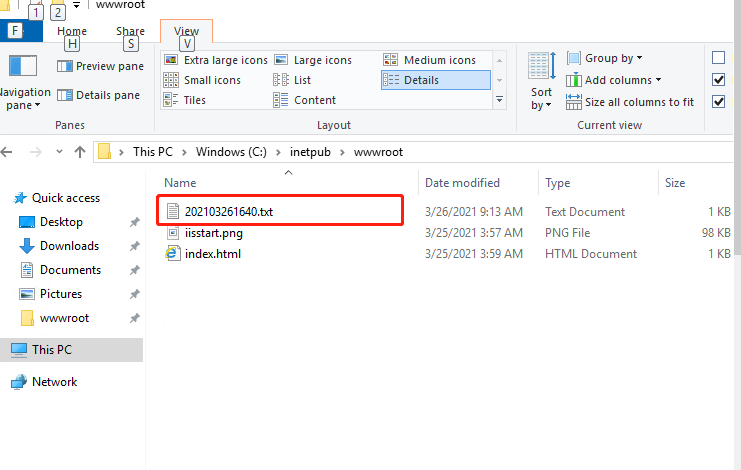 1 2 wwwroot
F Home Share View
H S V
Navigation pane
Preview pane
Details pane
Panes
Extra large icons Large icons Medium icons
Small icons List Details
Tiles Content
Layout
Sort by
Group by
Add columns
Size all columns to fit
Current view
This PC Windows (C:) inetpub wwwroot
Quick access
Desktop
Downloads
Documents
Pictures
wwwroot
This PC
Network
Name Date modified Type Size
202103261640.txt 3/26/2021 9:13 AM Text Document 1 KB
iisstart.png 3/25/2021 3:57 AM PNG File 98 KB
index.html 3/25/2021 3:59 AM HTML Document 1 KB